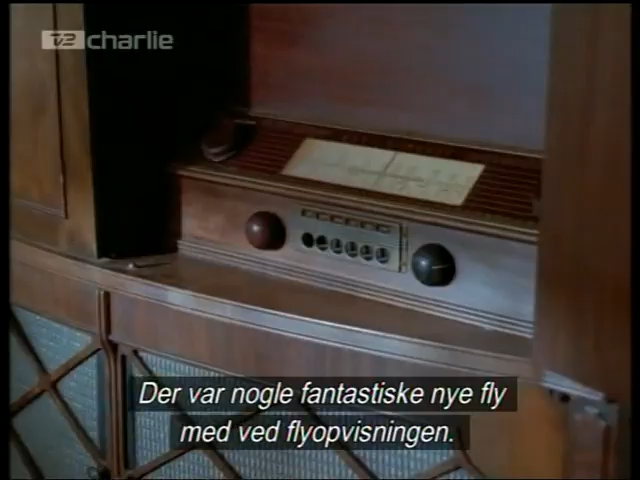 TV2 charlie
Der var nogle fantastiske nye fly
med ved flyopvisningen.